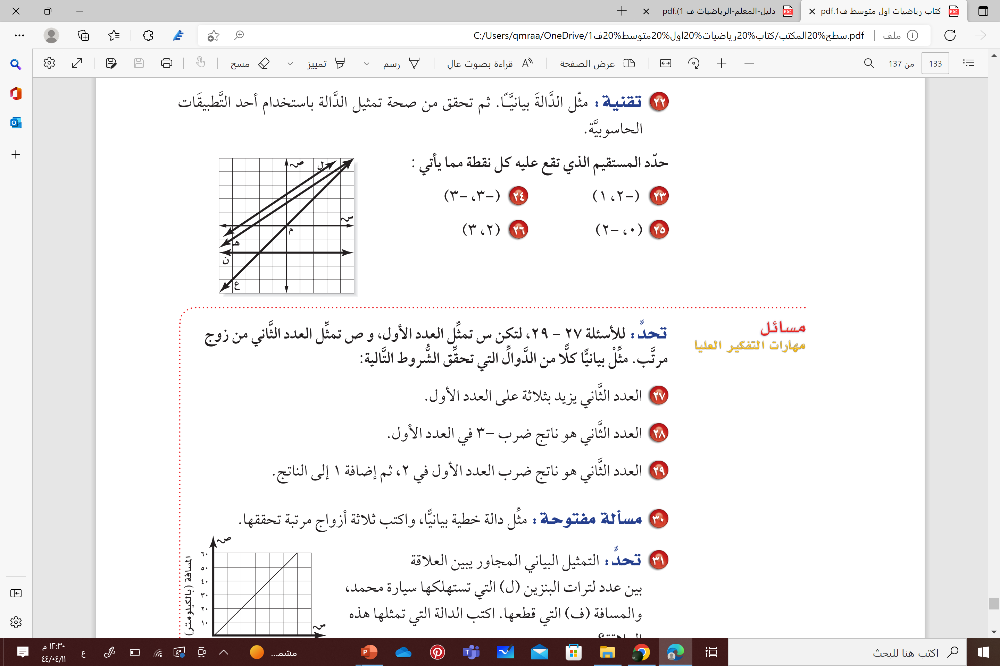 كتاب رياضيات اول متوسط ف1.pdf
دليل-المعلم-الرياضيات ف 1).pdf
ملف
C:/Users/qmraa/OneDrive/سطح%20المكتب/كتاب%20رياضيات%20اول%20متوسط%20ف1.pdf
133
من 137
عرض الصفحة
قراءة بصوت عالٍ
رسم
تمييز
مسح
٢٢ تقنية : مثّل الدَّالةَ بيانيًّـا. ثم تحقق من صحة تمثيل الدَّالة باستخدام أحد التَّطبيقَات
الحاسوبيَّة.
حدّد المستقيم الذي تقع عليه كل نقطة مما يأتي :
٢٣ (−٢، ١)
٢٤ (−٣، −٣)
٢٥ (٠، −٢)
٢٦ (٢، ٣)
ص
ل
س
م
هـ
ن
ع
مسائل
مهارات التفكير العليا
تحدٍّ : للأسئلة ٢٧ – ٢٩، لتكن س تمثِّل العدد الأول، و ص تمثِّل العدد الثَّاني من زوج
مرتَّب. مثِّلْ بيانيًّا كلًّا من الدَّوالِّ التي تحقِّق الشُّروط التَّالية:
٢٧ العدد الثَّاني يزيد بثلاثة على العدد الأول.
٢٨ العدد الثَّاني هو ناتج ضرب −٣ في العدد الأول.
٢٩ العدد الثَّاني هو ناتج ضرب العدد الأول في ٢، ثم إضافة ١ إلى الناتج.
٣٠ مسألة مفتوحة : مثِّل دالة خطية بيانيًّا، واكتب ثلاثة أزواج مرتبة تحققها.
٣١ تحدٍّ : التمثيل البياني المجاور يبين العلاقة
بين عدد لترات البنزين (ل) التي تستهلكها سيارة محمد،
والمسافة (ف) التي قطعها. اكتب الدالة التي تمثلها هذه
ص
٦٠
٥٠
٤٠
٣٠
٢٠
١٠
س
المسافة (بالكيلومتر)
اكتب هنا للبحث
مشمـ...
ع
١٢:٣٠ م
٤٤/٠٤/١١